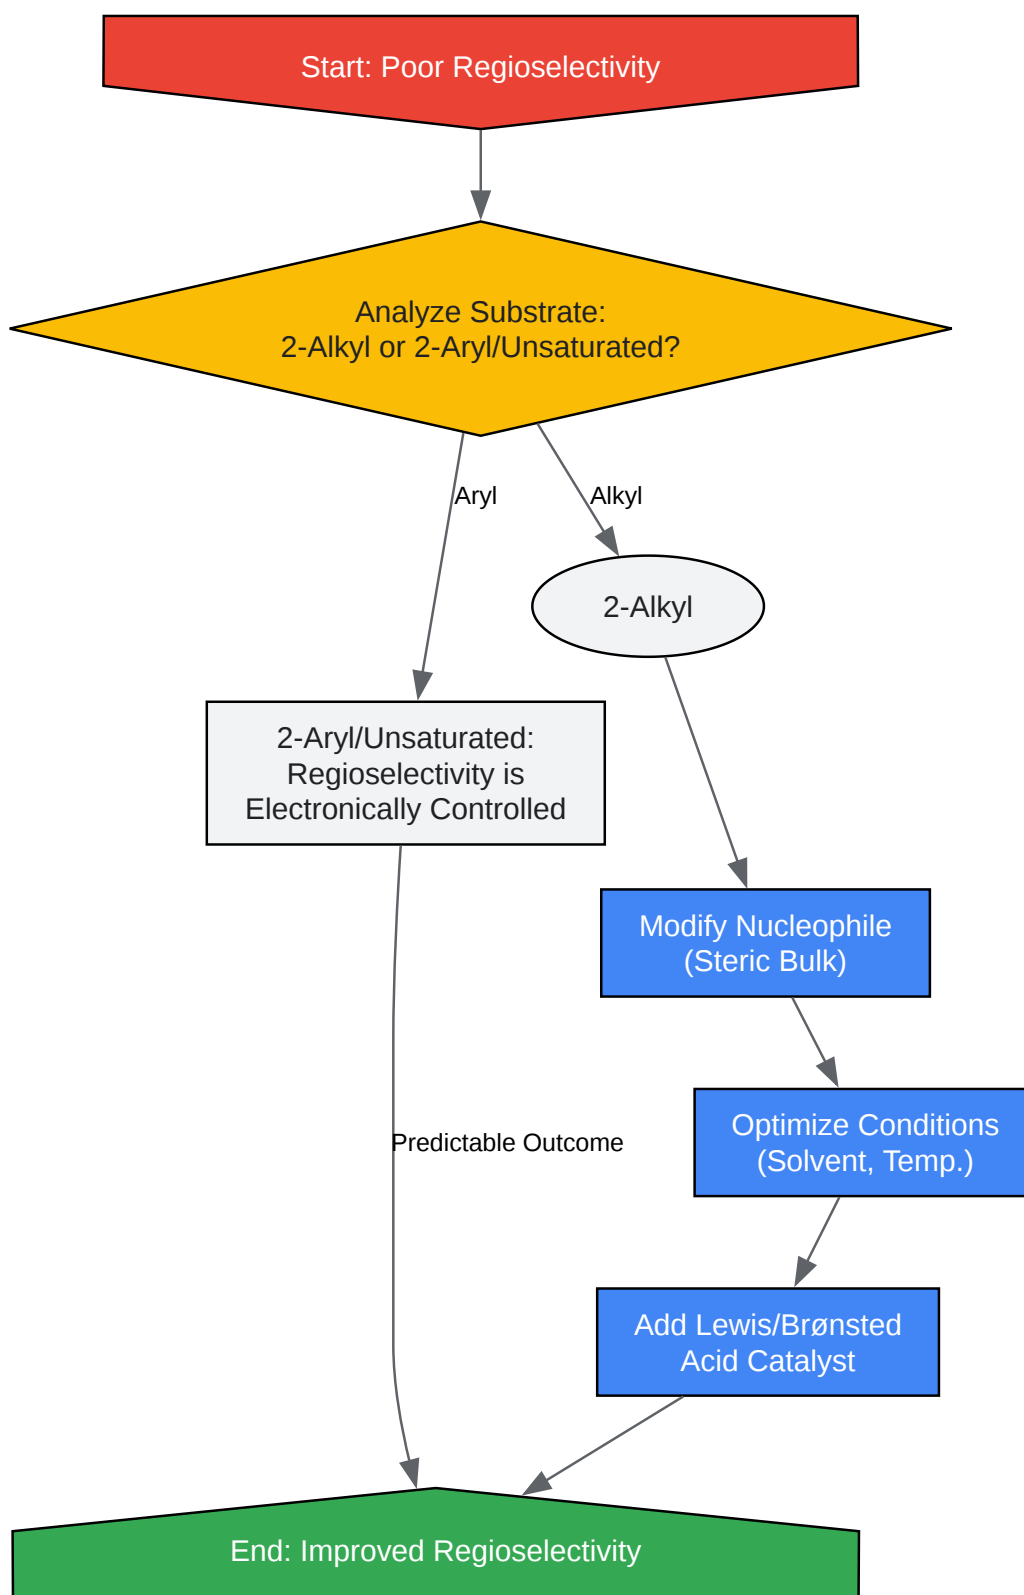 Start: Poor Regioselectivity
Analyze Substrate:
2-Alkyl or 2-Aryl/Unsaturated?
Aryl
Alkyl
2-Alkyl
2-Aryl/Unsaturated:
Regioselectivity is
Electronically Controlled
Modify Nucleophile
(Steric Bulk)
Optimize Conditions
(Solvent, Temp.)
Predictable Outcome
Add Lewis/Brønsted
Acid Catalyst
End: Improved Regioselectivity